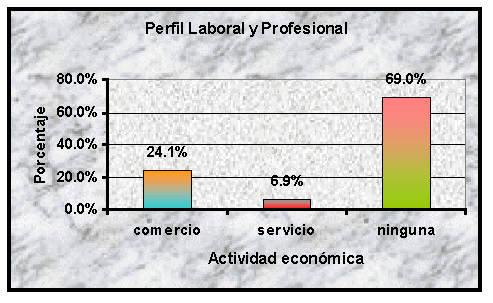 Perfil Laboral y Profesional
Porcentaje
80.0%
60.0%
40.0%
20.0%
0.0%
24.1%
6.9%
69.0%
comercio
servicio
ninguna
Actividad económica